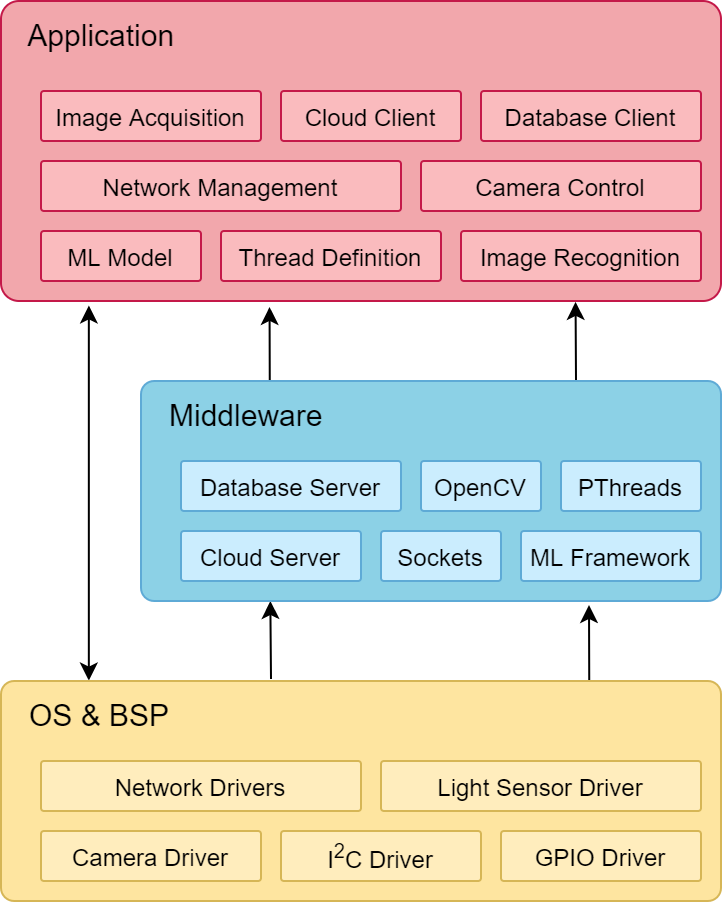 Application
Image Acquisition
Cloud Client
Database Client
Network Management
Camera Control
ML Model
Thread Definition
Image Recognition
Middleware
Database Server
OpenCV
PThreads
Cloud Server
Sockets
ML Framework
OS & BSP
Network Drivers
Light Sensor Driver
Camera Driver
I²C Driver
GPIO Driver